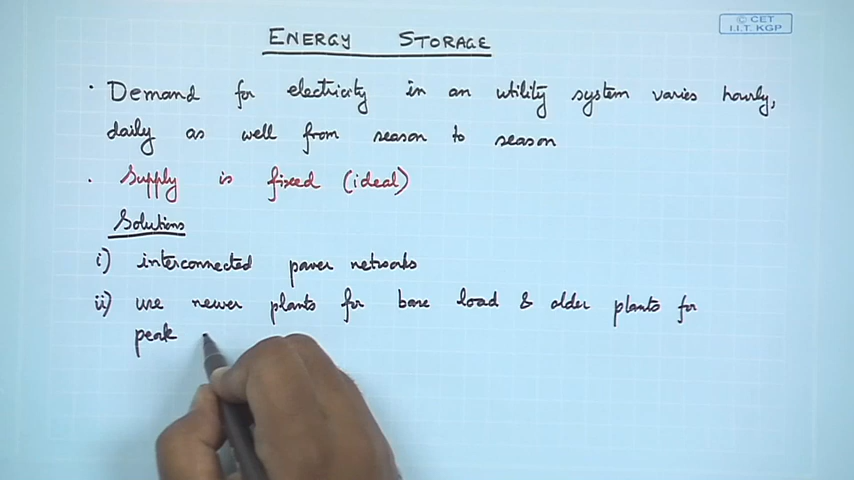 © CET
I.I.T. KGP
ENERGY STORAGE
· Demand for electricity in an utility system varies hourly,
daily as well from season to season
· Supply is fixed (ideal)
Solutions
i) interconnected power networks
ii) use newer plants for base load & older plants for
peak